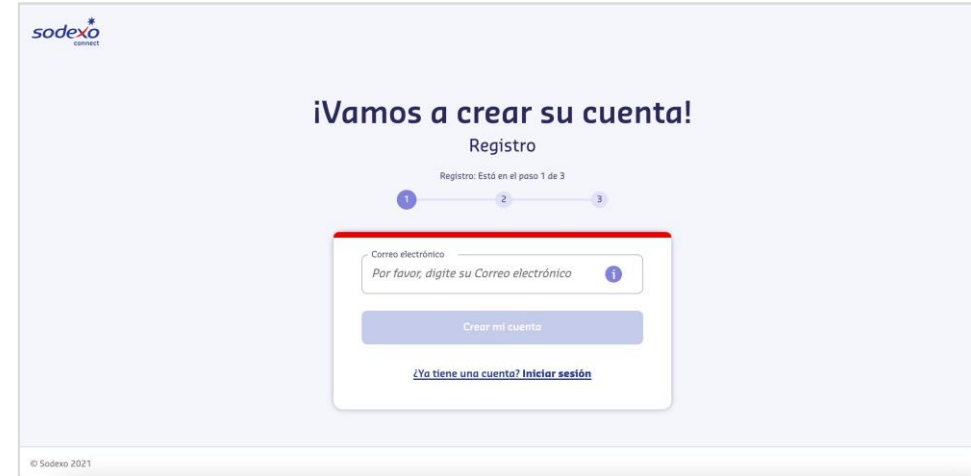 sodexo
connect
¡Vamos a crear su cuenta!
Registro
Registro: Está en el paso 1 de 3
1 2 3
Correo electrónico
Por favor, digite su Correo electrónico
i
Crear mi cuenta
¿Ya tiene una cuenta? Iniciar sesión
© Sodexo 2021